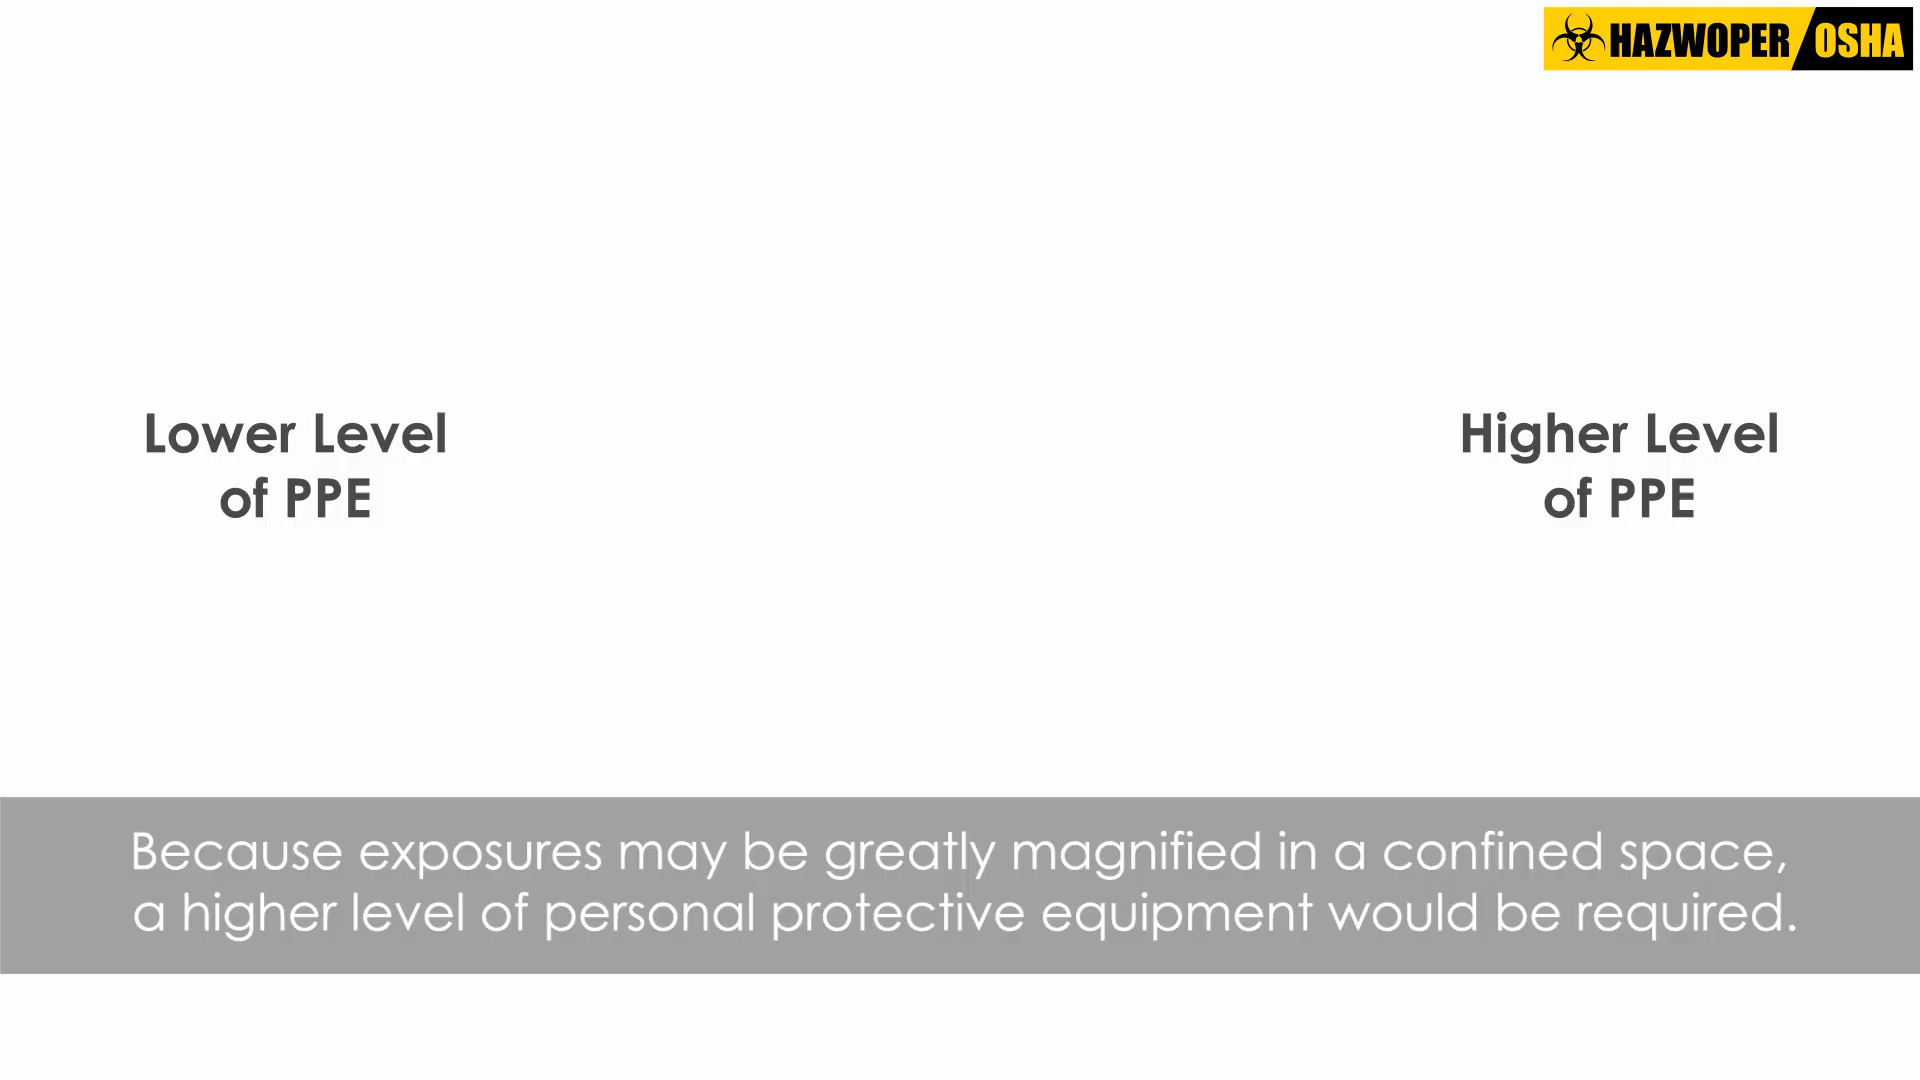 HAZWOPER OSHA
Lower Level
of PPE
Higher Level
of PPE
Because exposures may be greatly magnified in a confined space,
a higher level of personal protective equipment would be required.